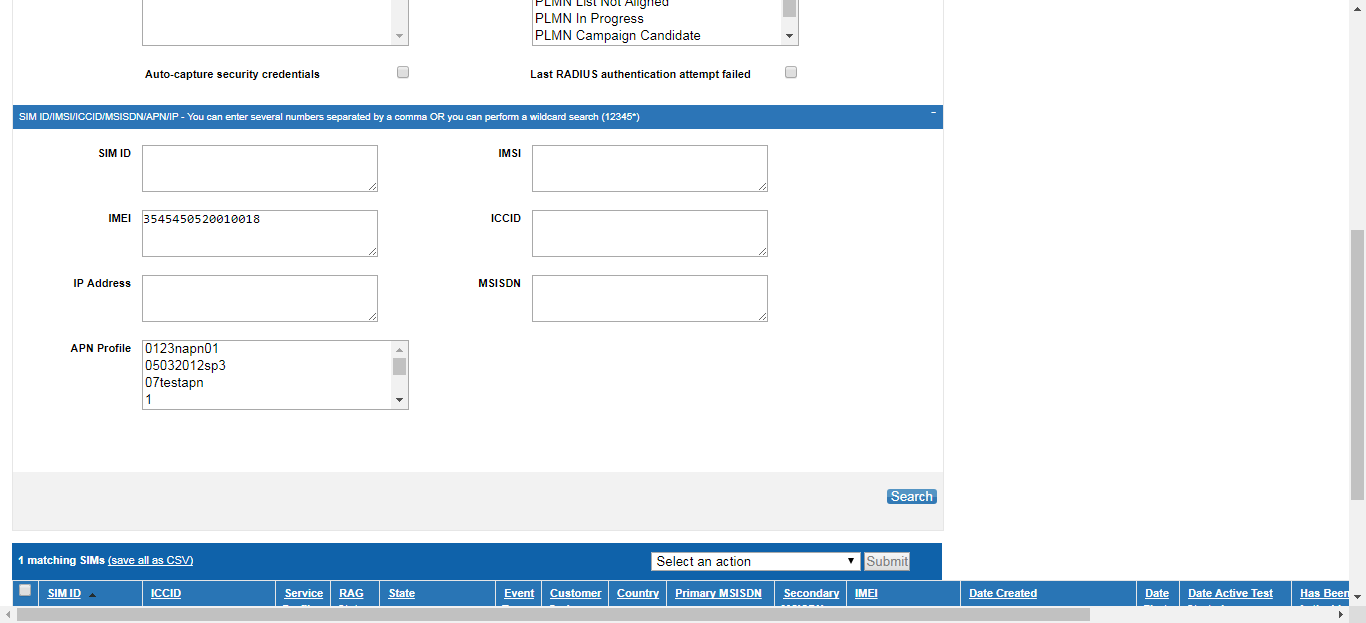 PLMN List Not Aligned
PLMN In Progress
PLMN Campaign Candidate
Auto-capture security credentials
Last RADIUS authentication attempt failed
SIM ID/IMSI/ICCID/MSISDN/APN/IP - You can enter several numbers separated by a comma OR you can perform a wildcard search (12345*)
SIM ID
IMSI
IMEI 3545450520010018
ICCID
IP Address
MSISDN
APN Profile
0123napn01
05032012sp3
07testapn
1
Search
1 matching SIMs (save all as CSV) Select an action Submit
SIM ID ICCID Service RAG State Event Customer Country Primary MSISDN Secondary IMEI Date Created Date Date Active Test Has Been